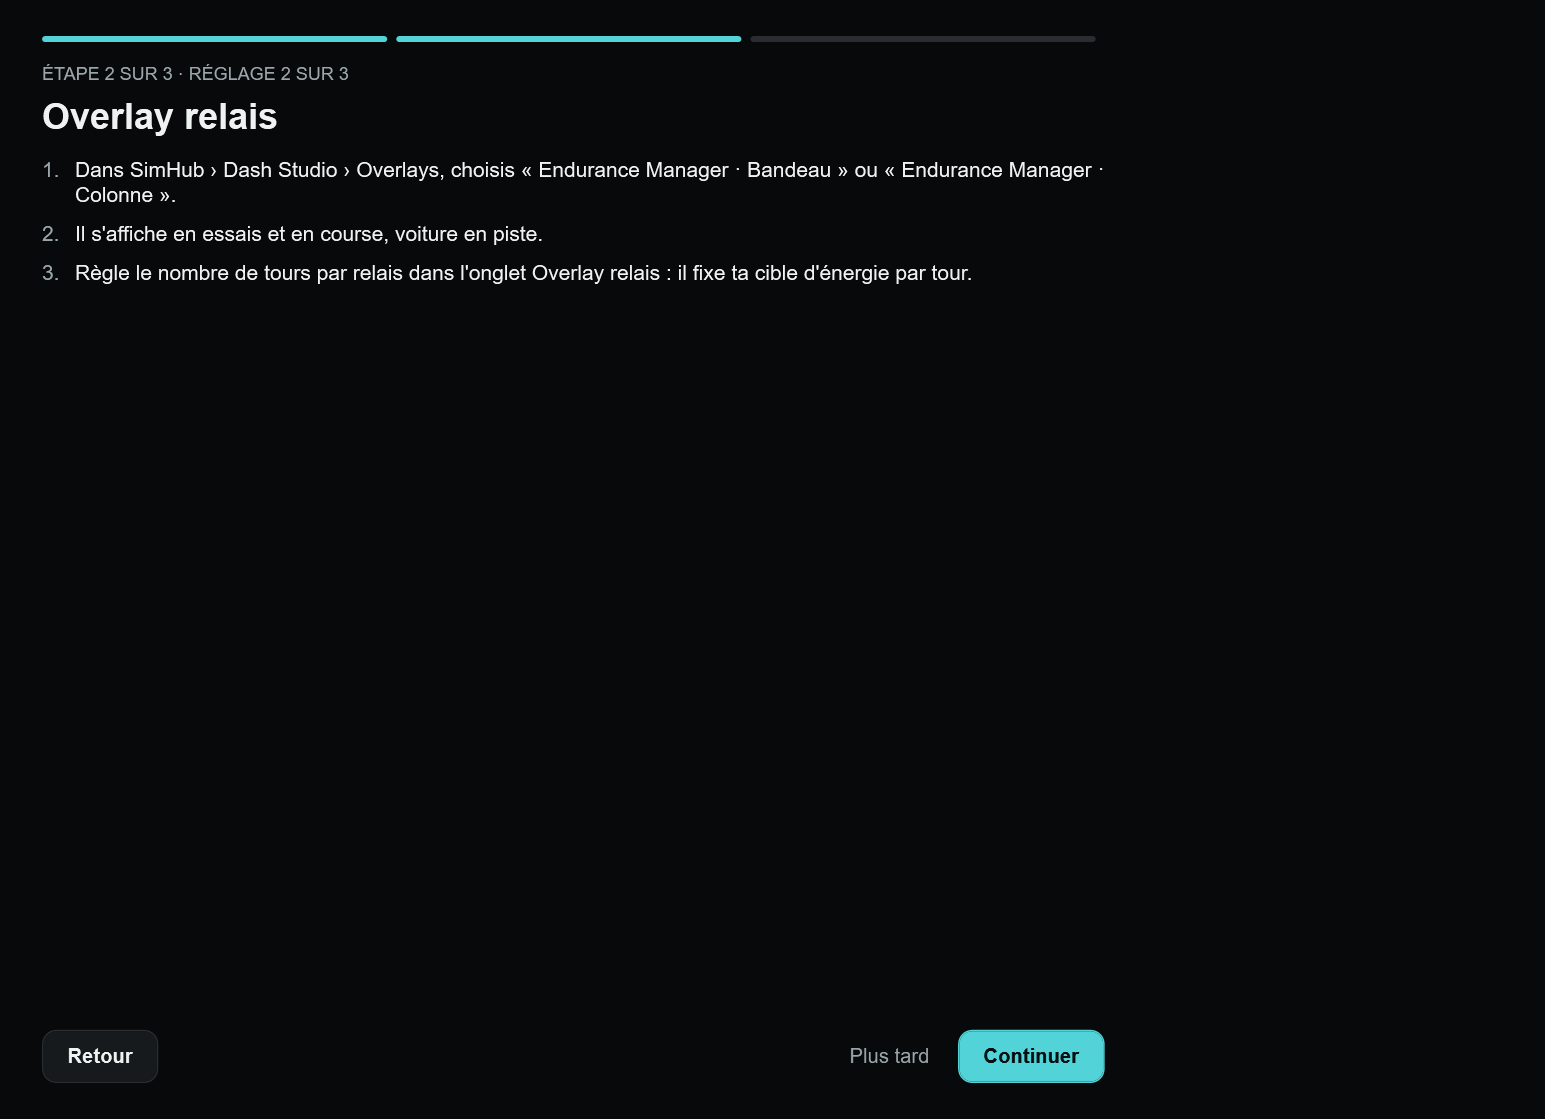 ÉTAPE 2 SUR 3 · RÉGLAGE 2 SUR 3
Overlay relais
1. Dans SimHub › Dash Studio › Overlays, choisis « Endurance Manager · Bandeau » ou « Endurance Manager ·
Colonne ».
2. Il s'affiche en essais et en course, voiture en piste.
3. Règle le nombre de tours par relais dans l'onglet Overlay relais : il fixe ta cible d'énergie par tour.
Retour
Plus tard
Continuer